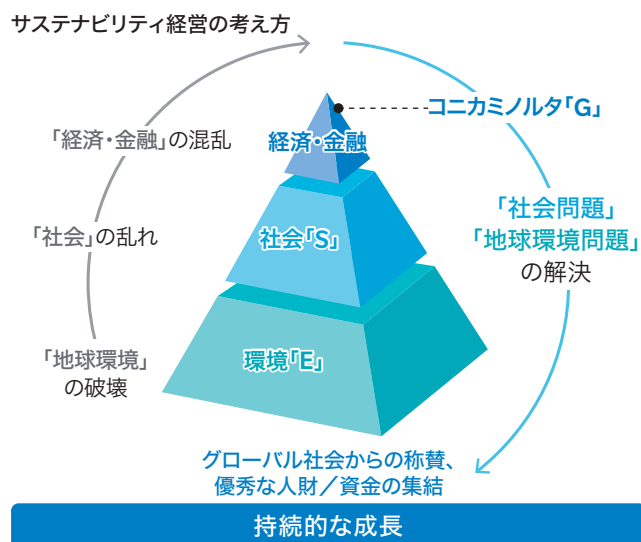 サステナビリティ経営の考え方
コニカミノルタ「G」
経済・金融
「経済・金融」の混乱
「社会」の乱れ
社会「S」
「社会問題」
「地球環境問題」
の解決
「地球環境」
の破壊
環境「E」
グローバル社会からの称賛、
優秀な人財／資金の集結
持続的な成長